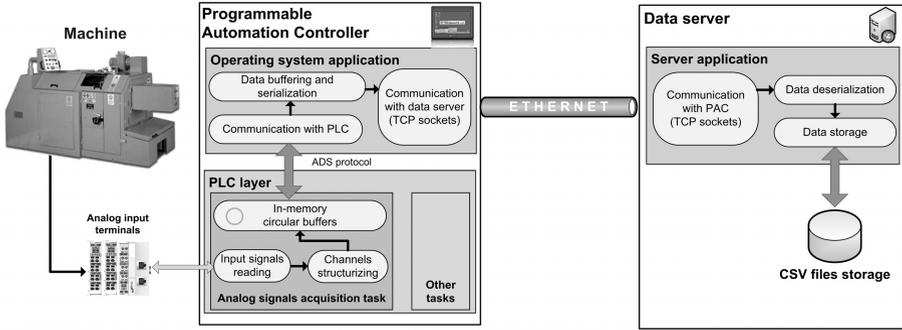 Machine
Analog input
terminals
Programmable
Automation Controller
Operating system application
Data buffering and
serialization
Communication with PLC
Communication
with data server
(TCP sockets)
ADS protocol
PLC layer
In-memory
circular buffers
Input signals
reading
Channels
structurizing
Analog signals acquisition task
Other
tasks
ETHERNET
Data server
Server application
Communication
with PAC
(TCP sockets)
Data deserialization
Data storage
CSV files storage